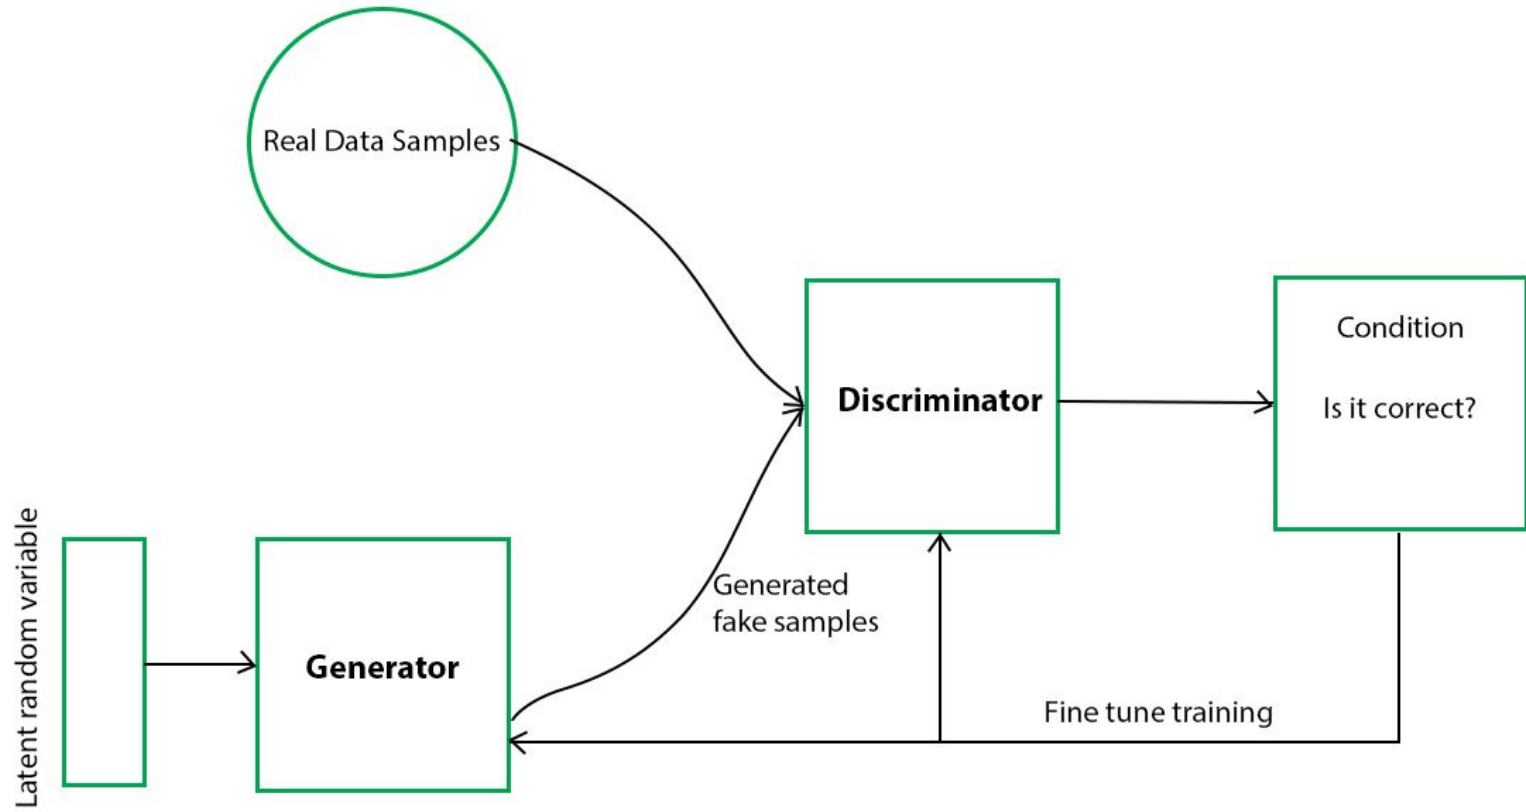 Real Data Samples
Condition
Is it correct?
Discriminator
Latent random variable
Generator
Generated
fake samples
Fine tune training